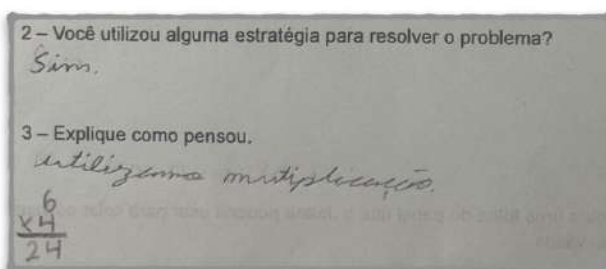 2 – Você utilizou alguma estratégia para resolver o problema?
Sim.
3 – Explique como pensou.
utilizamos multiplicação.
6
x4
24